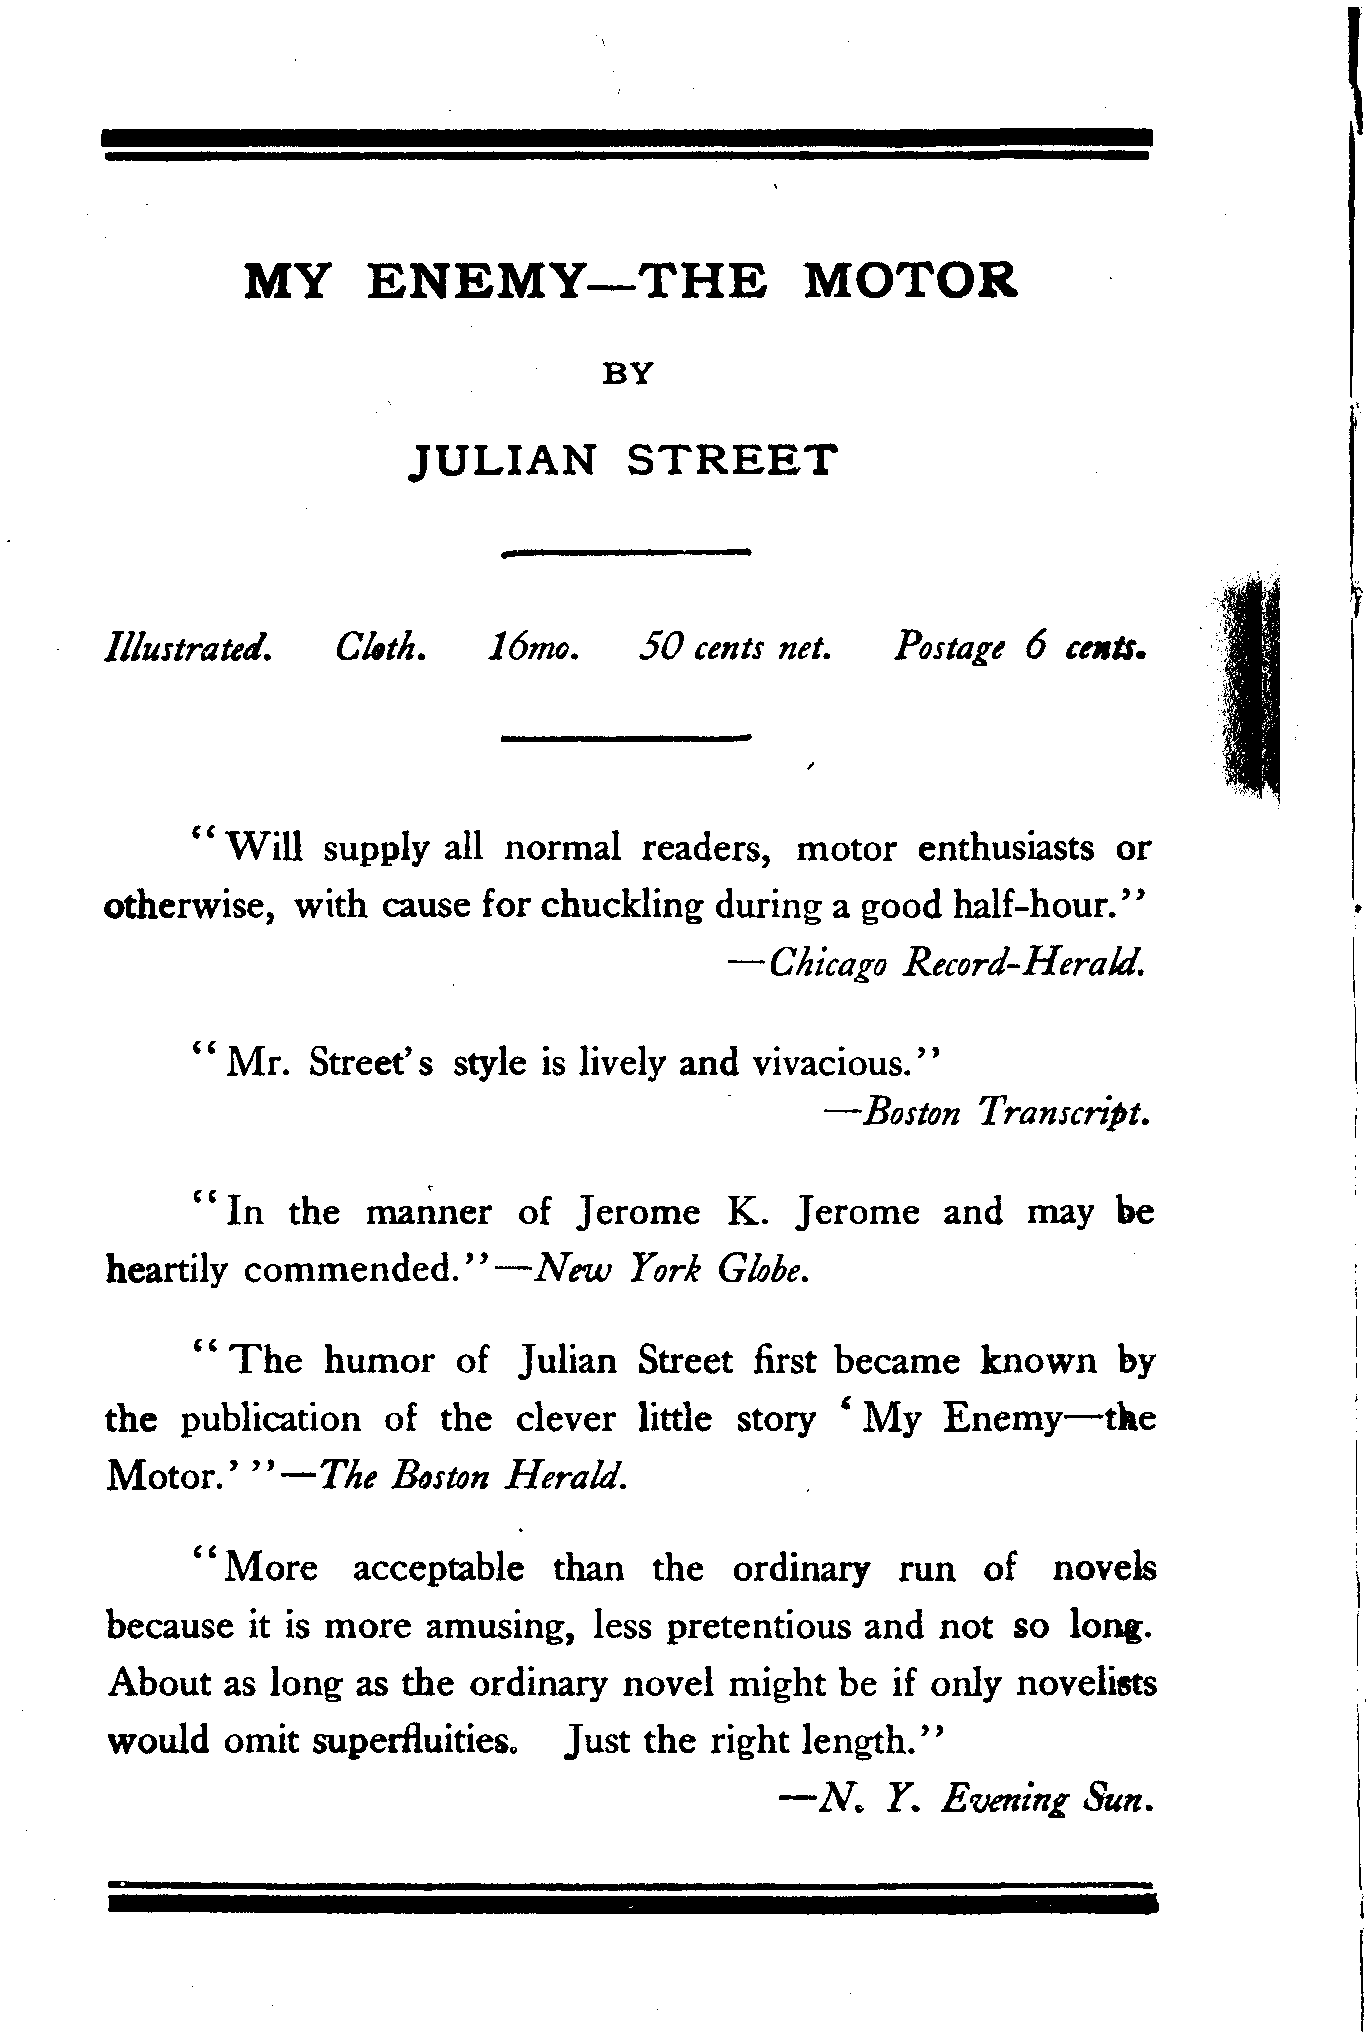 MY ENEMY—THE MOTOR
BY
JULIAN STREET
Illustrated. Cloth. 16mo. 50 cents net. Postage 6 cents.
“Will supply all normal readers, motor enthusiasts or
otherwise, with cause for chuckling during a good half-hour.”
—Chicago Record-Herald.
“Mr. Street’s style is lively and vivacious.”
—Boston Transcript.
“In the manner of Jerome K. Jerome and may be
heartily commended.”—New York Globe.
“The humor of Julian Street first became known by
the publication of the clever little story ‘My Enemy—the
Motor.’ ”—The Boston Herald.
“More acceptable than the ordinary run of novels
because it is more amusing, less pretentious and not so long.
About as long as the ordinary novel might be if only novelists
would omit superfluities. Just the right length.”
—N. Y. Evening Sun.